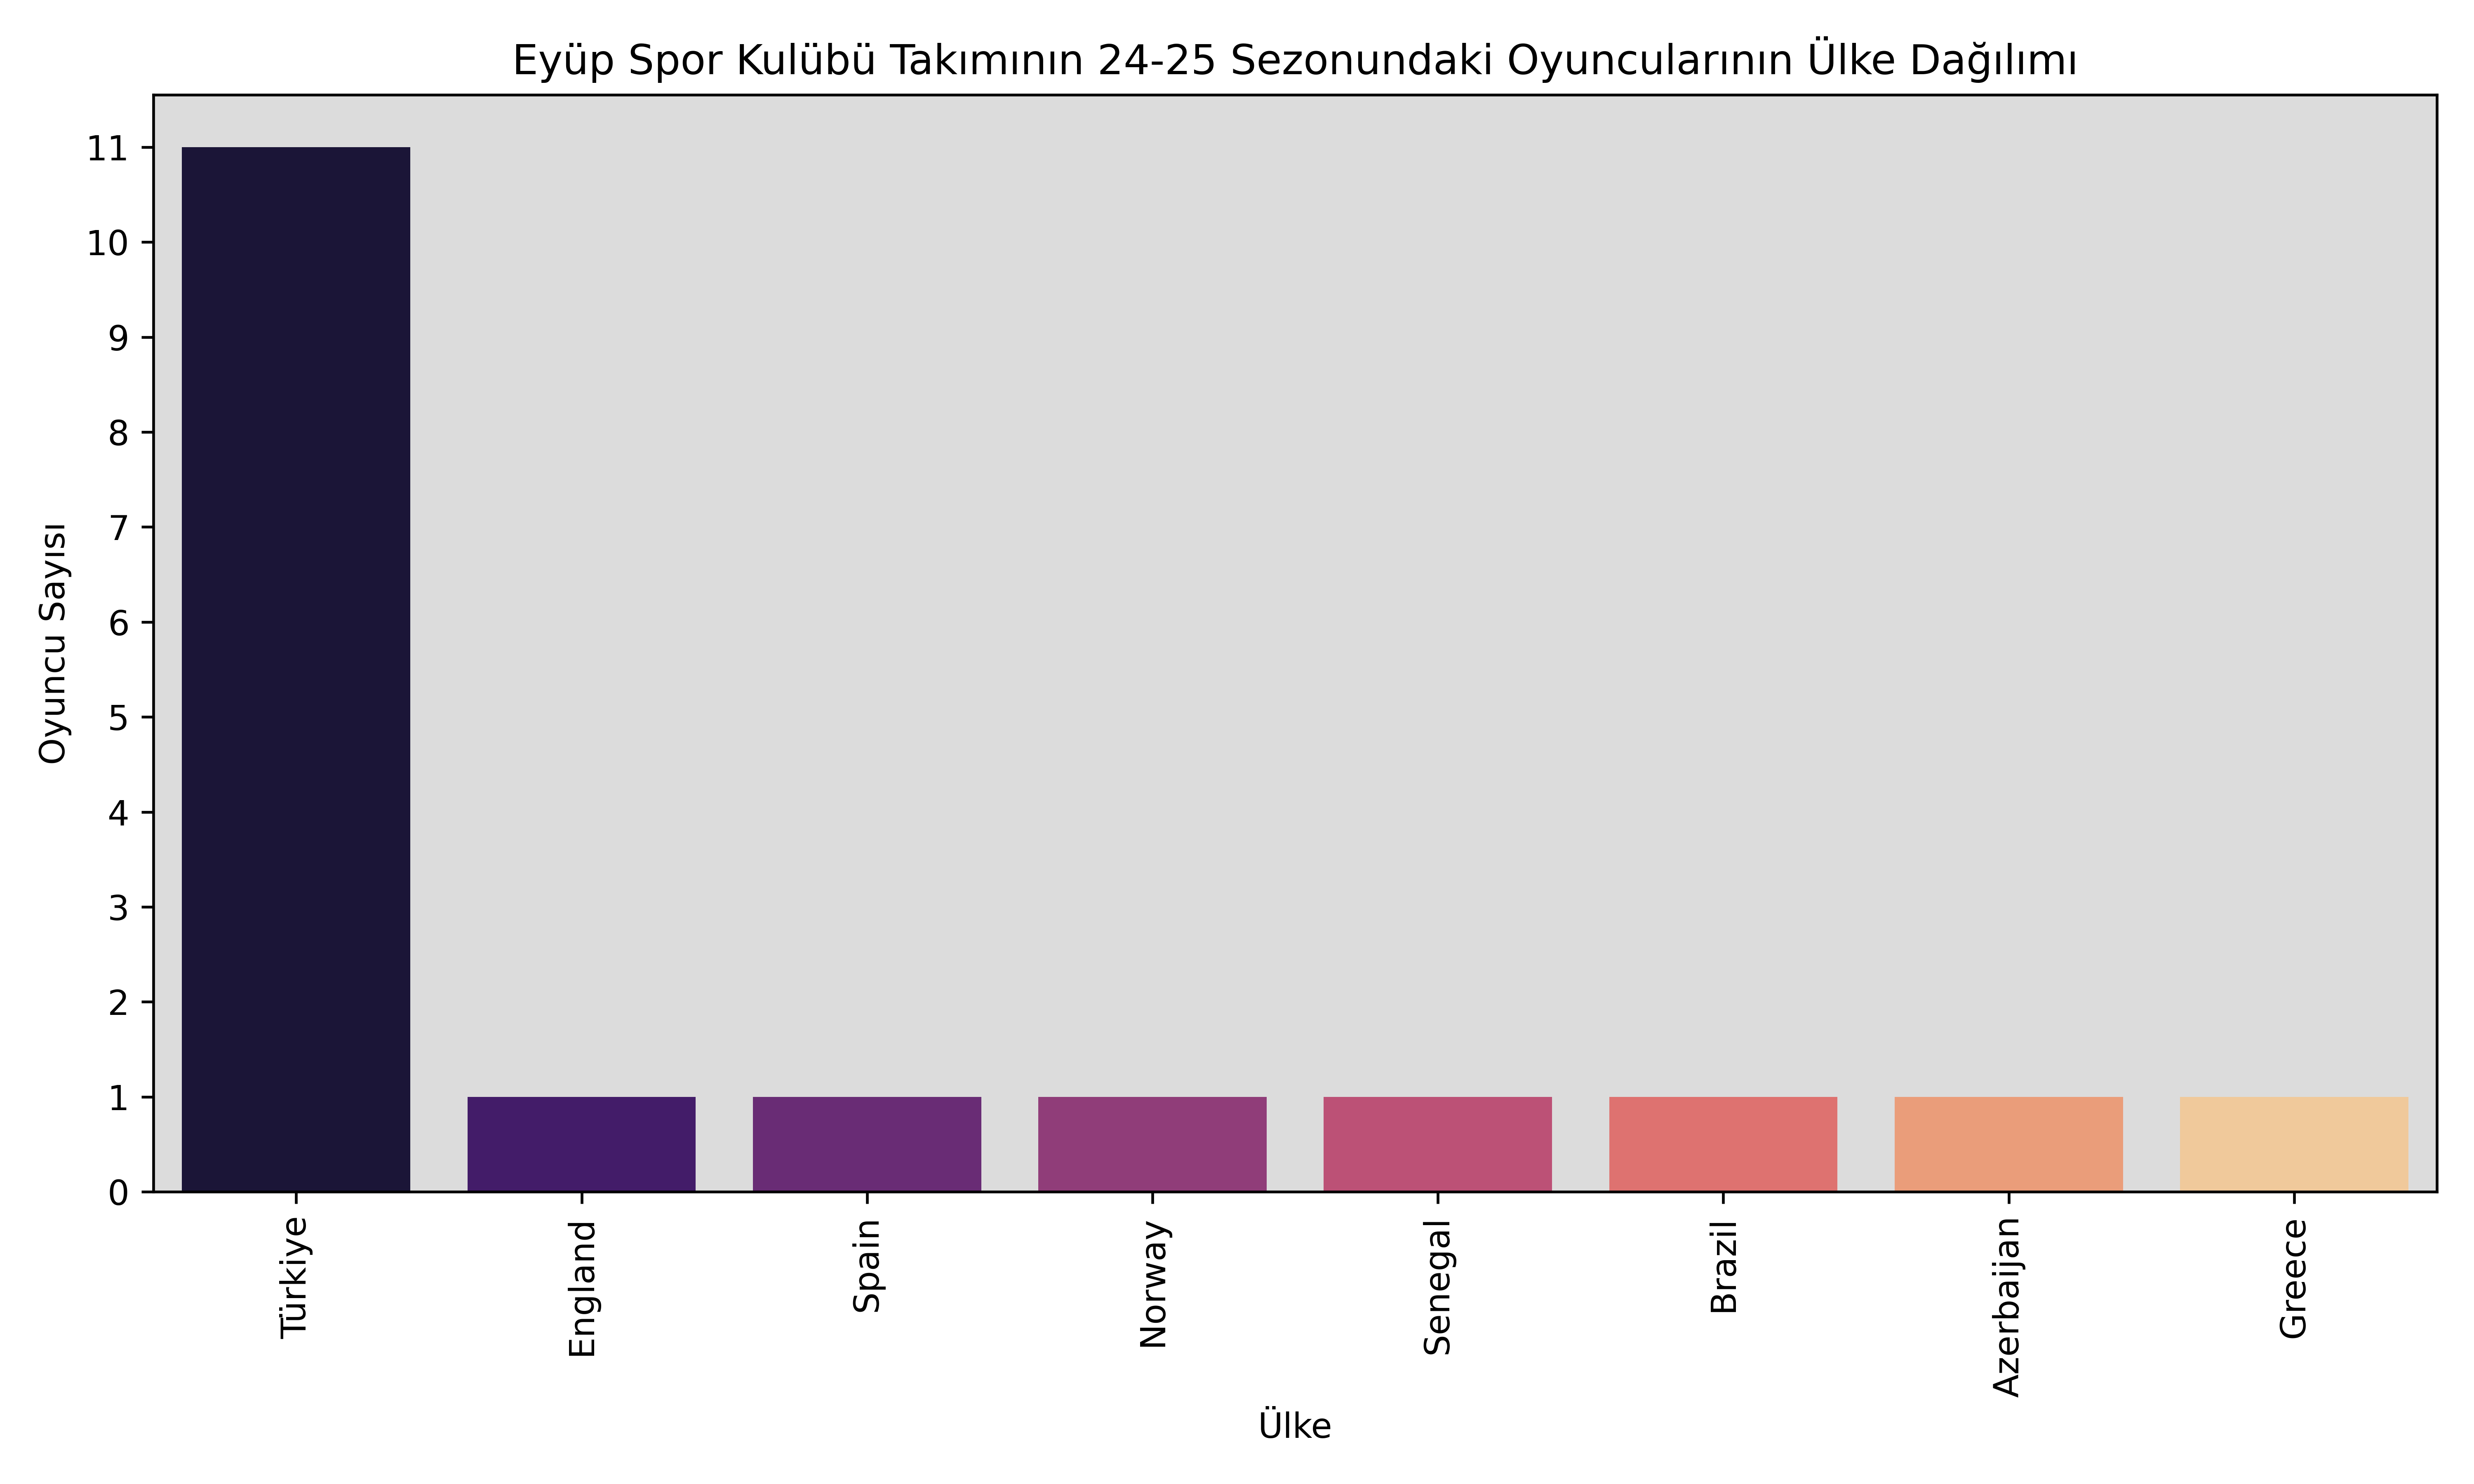 Eyüp Spor Kulübü Takımının 24-25 Sezonundaki Oyuncularının Ülke Dağılımı
11
10
9
8
7
6
5
4
3
2
1
0
Oyuncu Sayısı
Türkiye
England
Spain
Norway
Senegal
Brazil
Azerbaijan
Greece
Ülke